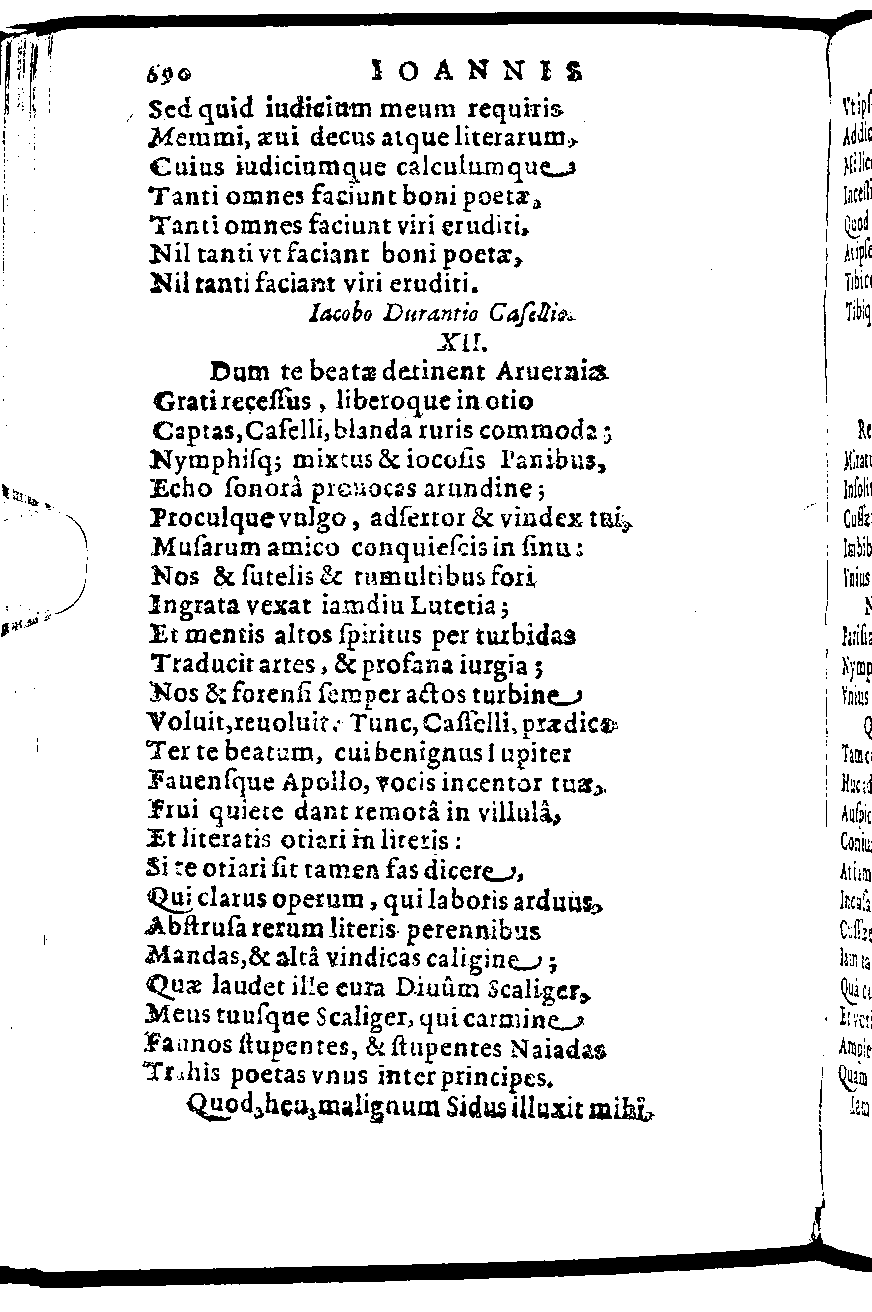 690 IOANNIS
Sed quid iudicium meum requiris
Memmi, æui decus atque literarum,
Cuius iudiciumque calculumque
Tanti omnes faciunt boni poetæ,
Tanti omnes faciunt viri eruditi,
Nil tanti vt faciant boni poetæ,
Nil tanti faciant viri eruditi.
Iacobo Durantio Casellio.
XII.
Dum te beatæ detinent Aruerniæ
Grati recessus, liberoque in otio
Captas, Caselli, blanda ruris commoda;
Nymphisq; mixtus & iocosis Panibus,
Echo sonorâ prouocas arundine;
Proculque vulgo, adsertor & vindex tui,
Musarum amico conquiescis in sinu:
Nos & sutelis & tumultibus fori
Ingrata vexat iamdiu Lutetia;
Et mentis altos spiritus per turbidas
Traducit artes, & profana iurgia;
Nos & forensi semper actos turbine
Voluit, reuoluit. Tunc, Casselli, prædico
Ter te beatum, cui benignus Iupiter
Fauensque Apollo, vocis incentor tuæ,
Frui quiete dant remotâ in villulâ,
Et literatis otiari in literis:
Si te otiari sit tamen fas dicere,
Qui clarus operum, qui laboris arduus,
Abstrusa rerum literis perennibus
Mandas, & altâ vindicas caligine;
Quæ laudet ille cura Diuûm Scaliger,
Meus tuusque Scaliger, qui carmine
Faunos stupentes, & stupentes Naiadas
Trahis poetas vnus inter principes.
Quod, heu, malignum Sidus illuxit mihi,